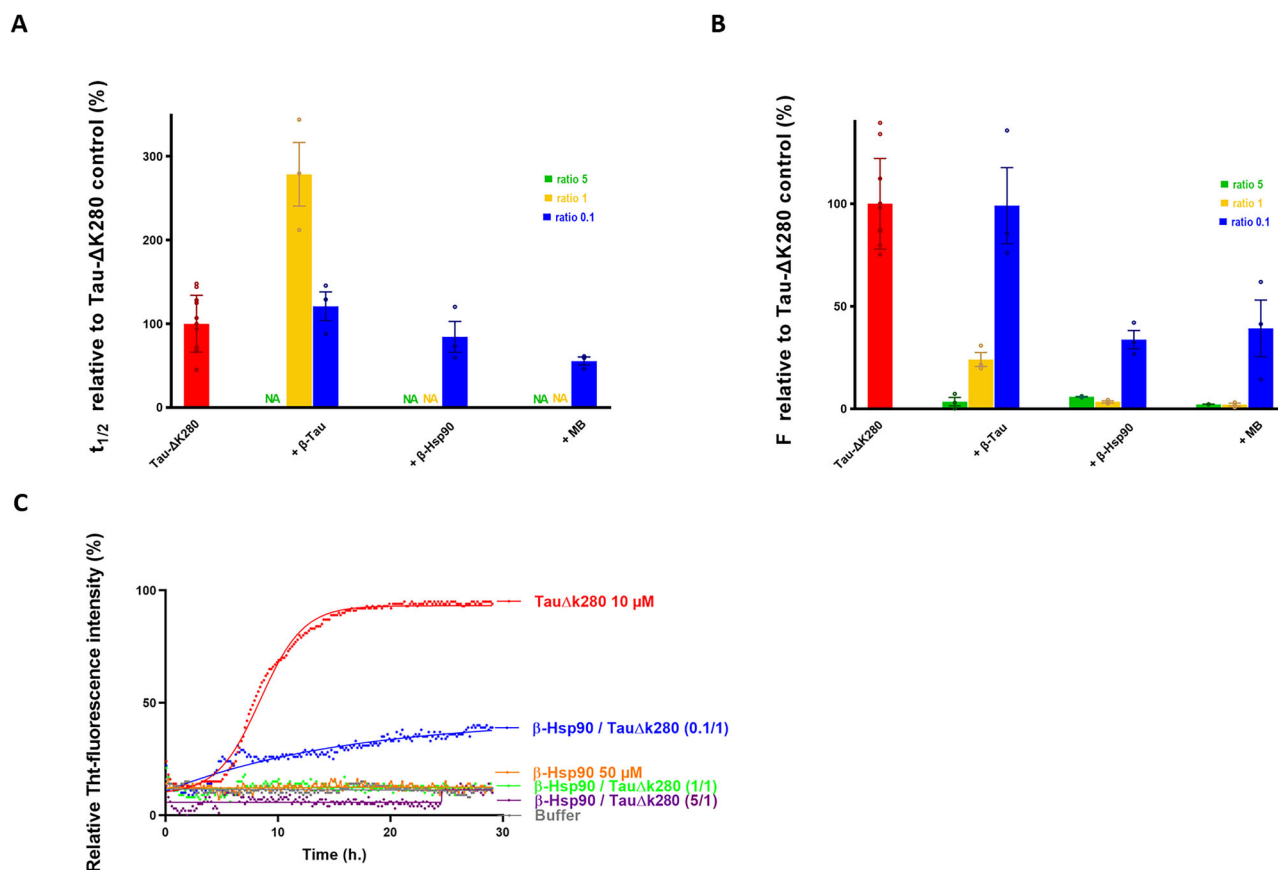 A
B
t1/2 relative to Tau-ΔK280 control (%)
300
200
100
0
ratio 5
ratio 1
ratio 0.1
NA
NA
NA
NA
NA
Tau-ΔK280
+ β-Tau
+ β-Hsp90
+ MB
F relative to Tau-ΔK280 control (%)
100
50
0
ratio 5
ratio 1
ratio 0.1
Tau-ΔK280
+ β-Tau
+ β-Hsp90
+ MB
C
Relative Tht-fluorescence intensity (%)
100
50
0
0
10
20
30
Time (h.)
TauΔk280 10 µM
β-Hsp90 / TauΔk280 (0.1/1)
β-Hsp90 50 µM
β-Hsp90 / TauΔk280 (1/1)
β-Hsp90 / TauΔk280 (5/1)
Buffer